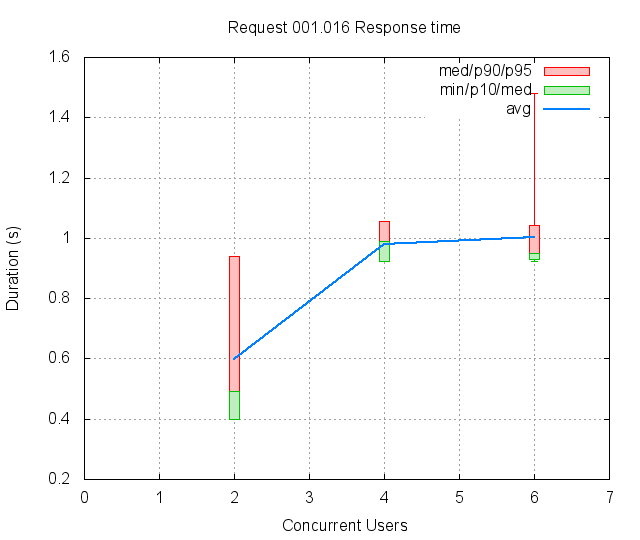 Request 001.016 Response time
1.6
1.4
1.2
1
0.8
0.6
0.4
0.2
Duration (s)
med/p90/p95
min/p10/med
avg
0 1 2 3 4 5 6 7
Concurrent Users